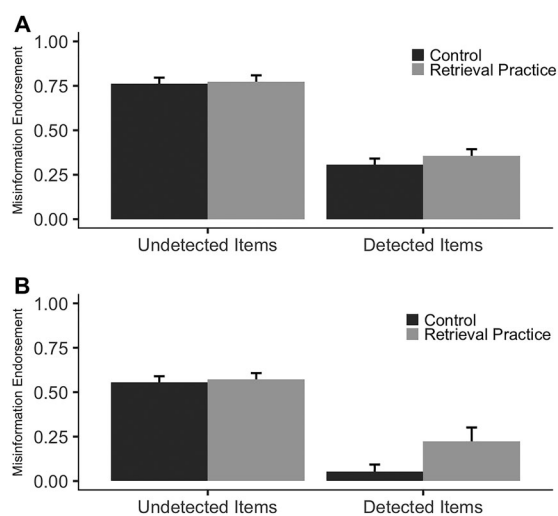 A
Misinformation Endorsement
1.00
0.75
0.50
0.25
0.00
Control
Retrieval Practice
Undetected Items
Detected Items
B
Misinformation Endorsement
1.00
0.75
0.50
0.25
0.00
Control
Retrieval Practice
Undetected Items
Detected Items